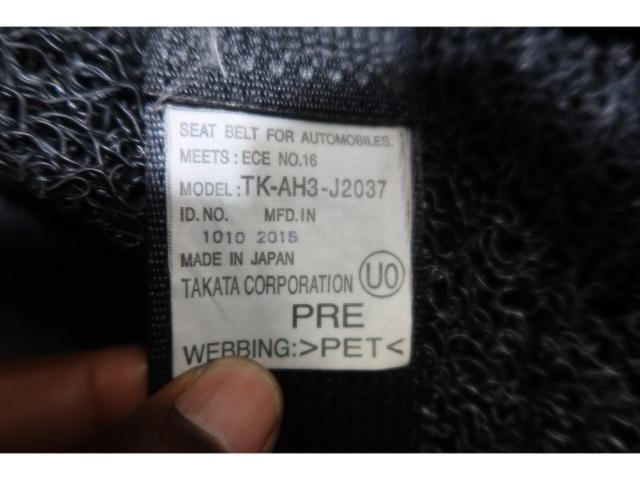 SEAT BELT FOR AUTOMOBILES.
MEETS: ECE NO.16
MODEL: TK-AH3-J2037
ID.NO. MFD.IN
1010 2015
MADE IN JAPAN
TAKATA CORPORATION UO
PRE
WEBBING:>PET<